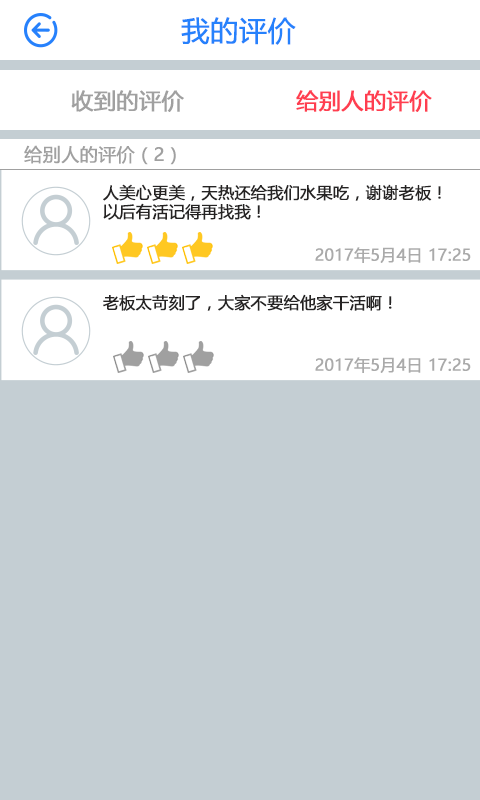 我的评价
收到的评价
给别人的评价
给别人的评价（2）
人美心更美，天热还给我们水果吃，谢谢老板！
以后有活记得再找我！
2017年5月4日 17:25
老板太苛刻了，大家不要给他家干活啊！
2017年5月4日 17:25